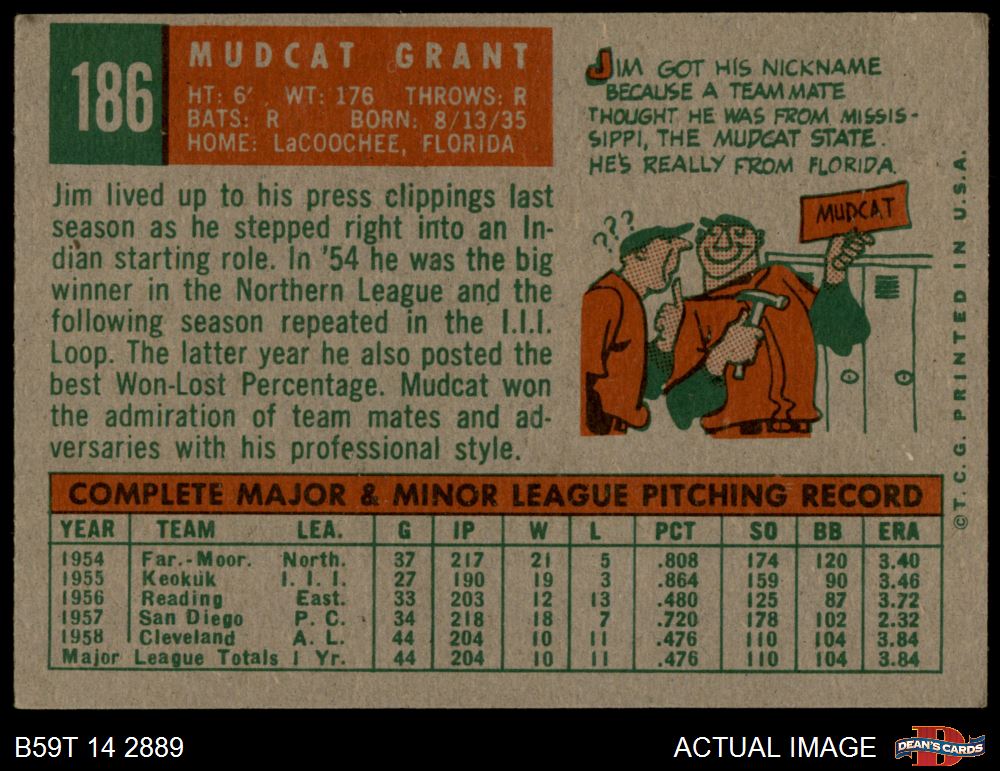 186
MUDCAT GRANT
HT: 6' WT: 176 THROWS: R
BATS: R BORN: 8/13/35
HOME: LaCOOCHEE, FLORIDA
JIM GOT HIS NICKNAME
BECAUSE A TEAM MATE
THOUGHT HE WAS FROM MISSIS-
SIPPI, THE MUDCAT STATE.
HE'S REALLY FROM FLORIDA.
???
MUDCAT
Jim lived up to his press clippings last
season as he stepped right into an In-
dian starting role. In '54 he was the big
winner in the Northern League and the
following season repeated in the I.I.I.
Loop. The latter year he also posted the
best Won-Lost Percentage. Mudcat won
the admiration of team mates and ad-
versaries with his professional style.
COMPLETE MAJOR & MINOR LEAGUE PITCHING RECORD
YEAR TEAM LEA. G IP W L PCT SO BB ERA
1954 Far.-Moor. North. 37 217 21 5 .808 174 120 3.40
1955 Keokuk I. I. I. 27 190 19 3 .864 159 90 3.46
1956 Reading East. 33 203 12 13 .480 125 87 3.72
1957 San Diego P. C. 34 218 18 7 .720 178 102 2.32
1958 Cleveland A. L. 44 204 10 11 .476 110 104 3.84
Major League Totals 1 Yr. 44 204 10 11 .476 110 104 3.84
© T. C. G. PRINTED IN U.S.A.
B59T 14 2889
ACTUAL IMAGE
DEAN'S CARDS